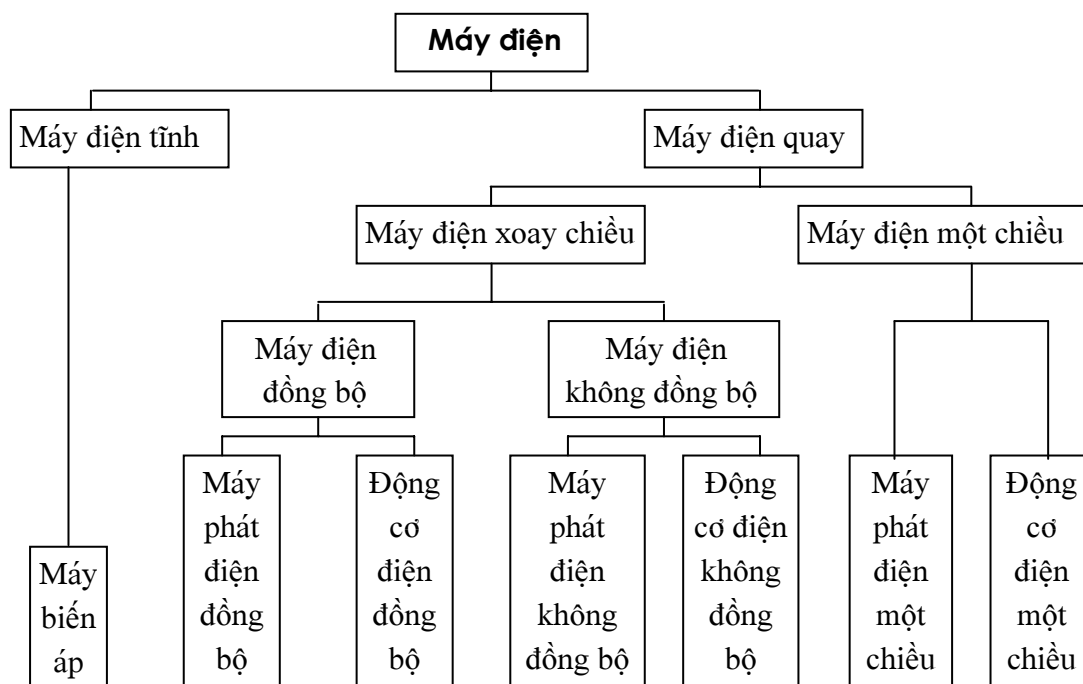 Máy điện
Máy điện tĩnh
Máy điện quay
Máy điện xoay chiều
Máy điện một chiều
Máy điện
đồng bộ
Máy điện
không đồng bộ
Máy
phát
điện
đồng
bộ
Động
cơ
điện
đồng
bộ
Máy
phát
điện
không
đồng bộ
Động
cơ điện
không
đồng
bộ
Máy
phát
điện
một
chiều
Động
cơ
điện
một
chiều
Máy
biến
áp